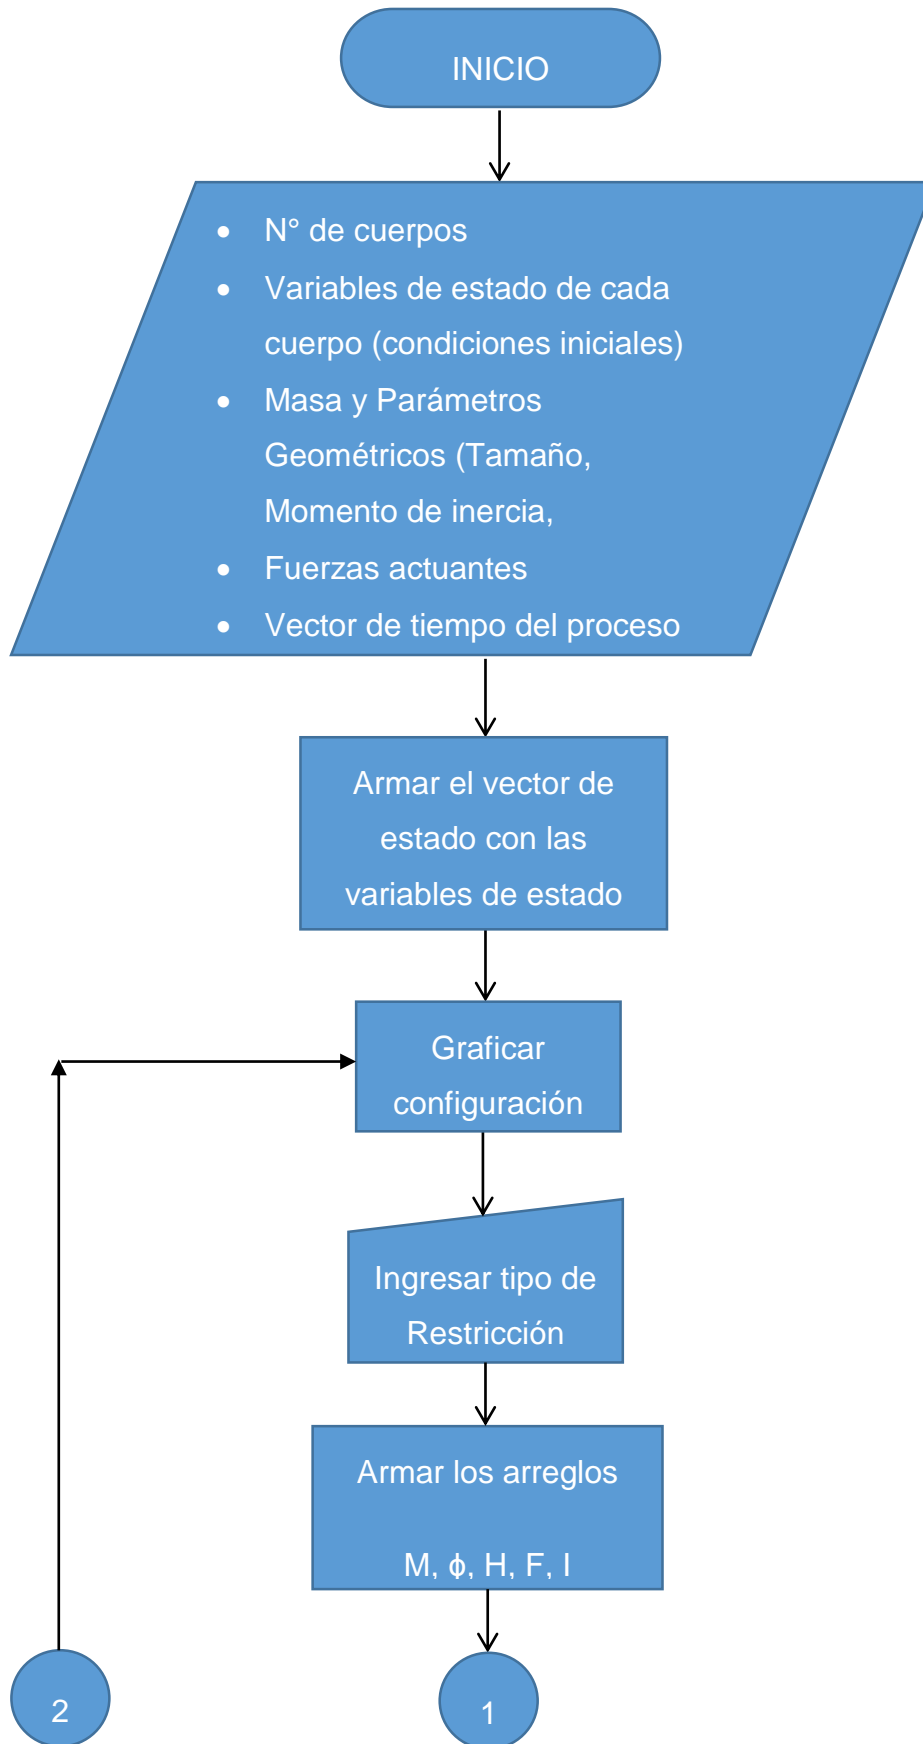 INICIO
• N° de cuerpos
• Variables de estado de cada
cuerpo (condiciones iniciales)
• Masa y Parámetros
Geométricos (Tamaño,
Momento de inercia,
• Fuerzas actuantes
• Vector de tiempo del proceso
Armar el vector de
estado con las
variables de estado
Graficar
configuración
Ingresar tipo de
Restricción
Armar los arreglos
M, ϕ, H, F, I
2
1